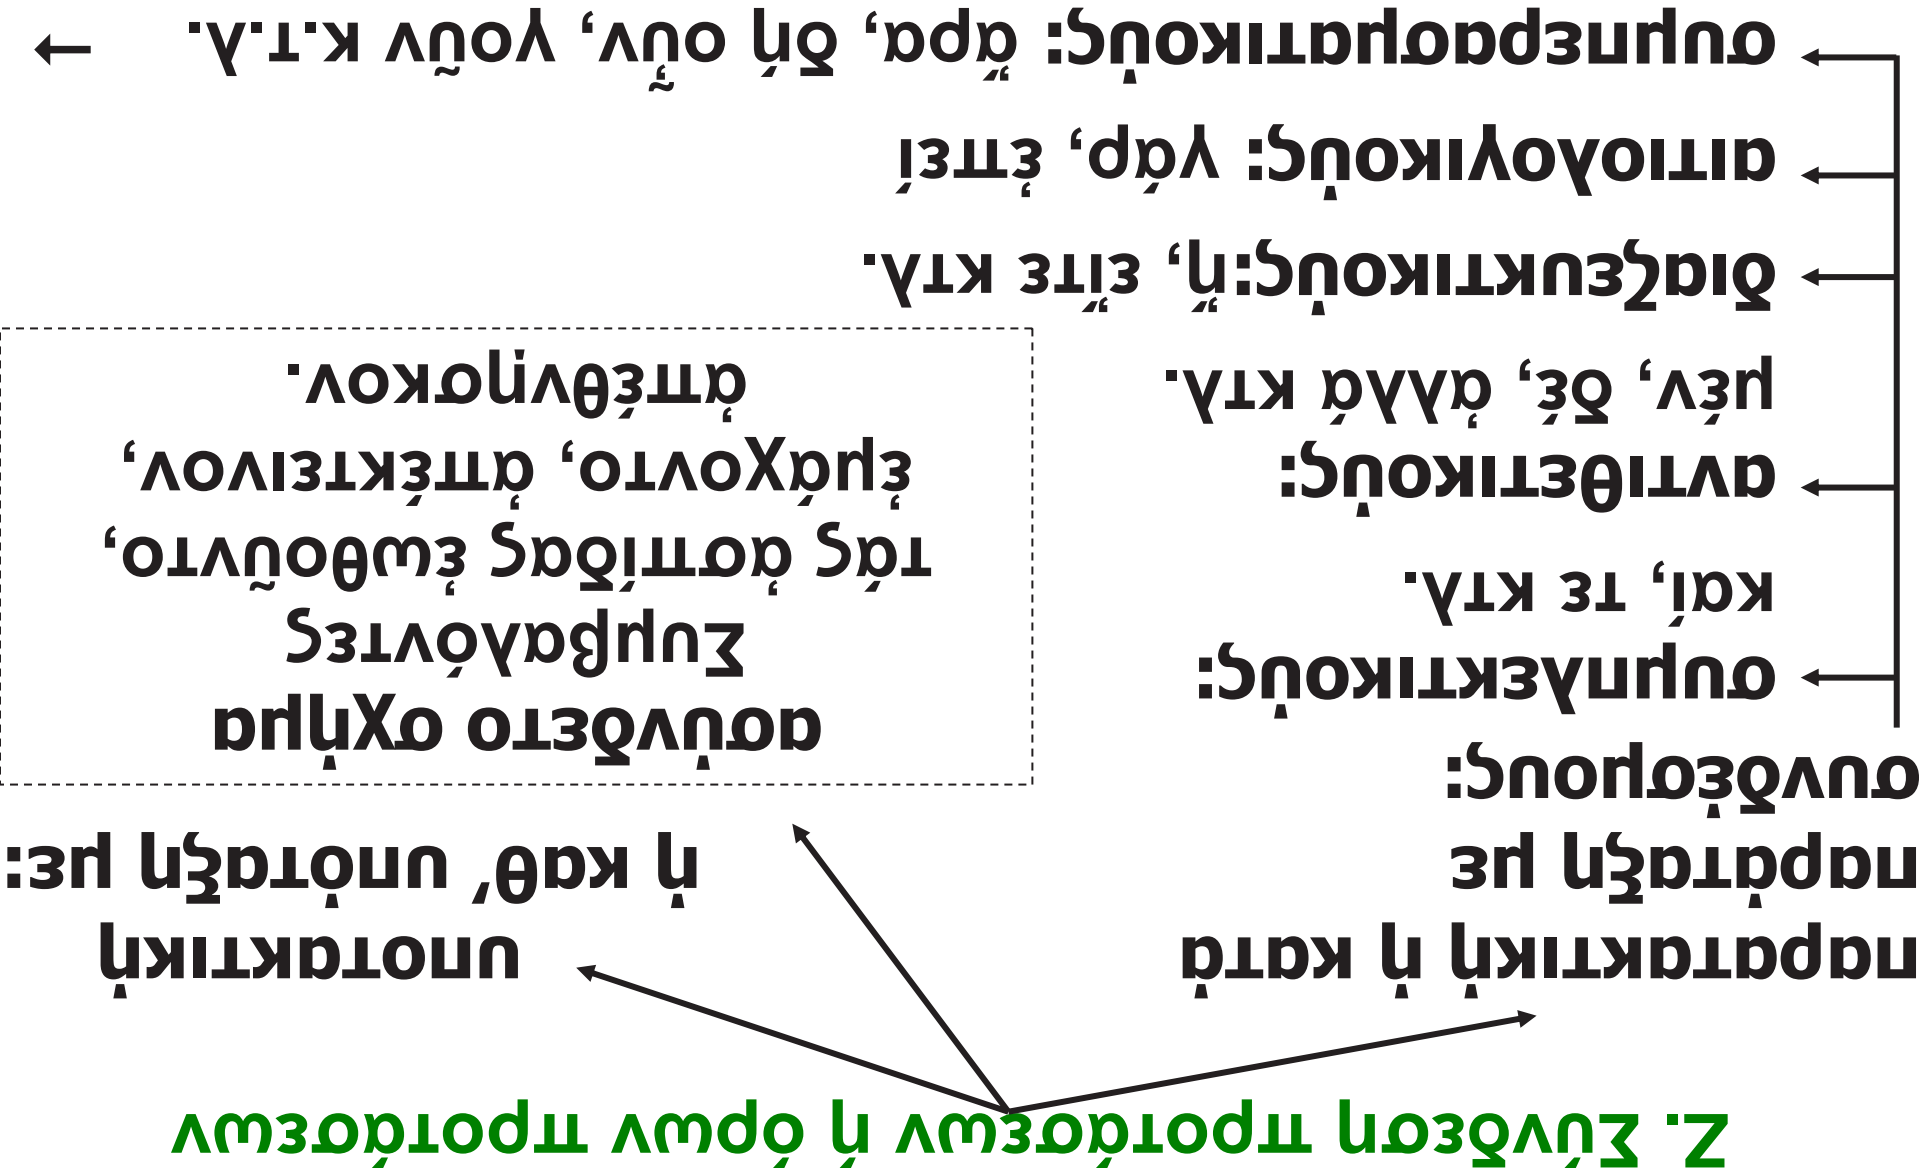 Ζ. Σύνδεση προτάσεων ή όρων προτάσεων
παρατακτική ή κατά
παράταξη με
συνδέσμους:
συμπλεκτικούς:
καί, τε κτλ.
αντιθετικούς:
μέν, δέ, ἀλλά κτλ.
διαζευκτικούς:ἤ, εἴτε κτλ.
αιτιολογικούς: γάρ, ἐπεί
συμπερασματικούς: ἄρα, δή οὖν, γοῦν κ.τ.λ.
ασύνδετο σχήμα
Συμβαλόντες
τάς ἀσπίδας ἐωθοῦντο,
ἐμάχοντο, ἀπέκτεινον,
ἀπέθνῃσκον.
υποτακτική
ή καθ’ υπόταξη με: